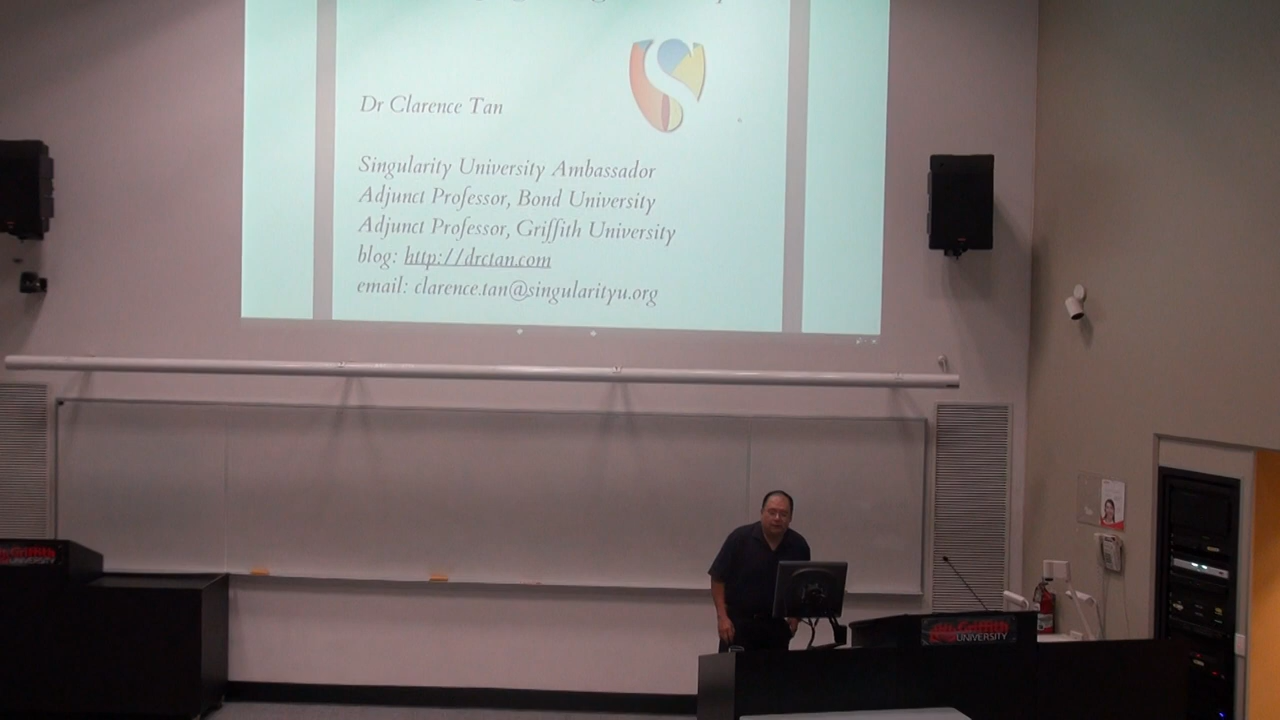 Dr Clarence Tan
Singularity University Ambassador
Adjunct Professor, Bond University
Adjunct Professor, Griffith University
blog: http://drctan.com
email: clarence.tan@singularityu.org
Griffith
UNIVERSITY
Griffith